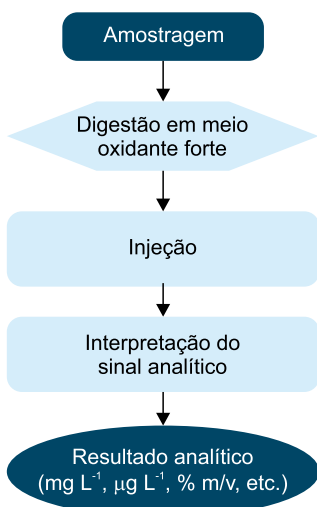 Amostragem
Digestão em meio
oxidante forte
Injeção
Interpretação do
sinal analítico
Resultado analítico
(mg L⁻¹, μg L⁻¹, % m/v, etc.)